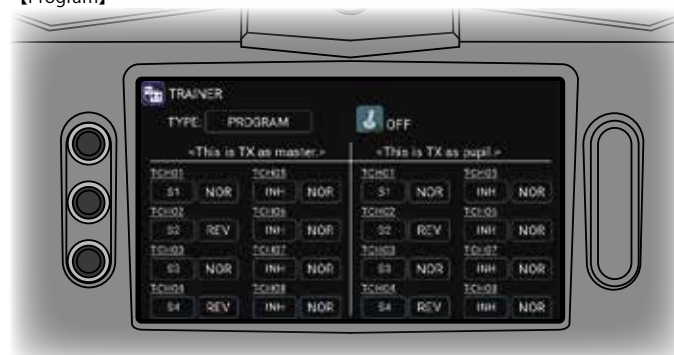 【Program】
TRAINER
TYPE: PROGRAM OFF
<This is TX as master.> <This is TX as pupil.>
TCH01 TCH05 TCH01 TCH05
S1 NOR INH NOR S1 NOR INH NOR
TCH02 TCH06 TCH02 TCH06
S2 REV INH NOR S2 REV INH NOR
TCH03 TCH07 TCH03 TCH07
S3 NOR INH NOR S3 NOR INH NOR
TCH04 TCH08 TCH04 TCH08
S4 REV INH NOR S4 REV INH NOR